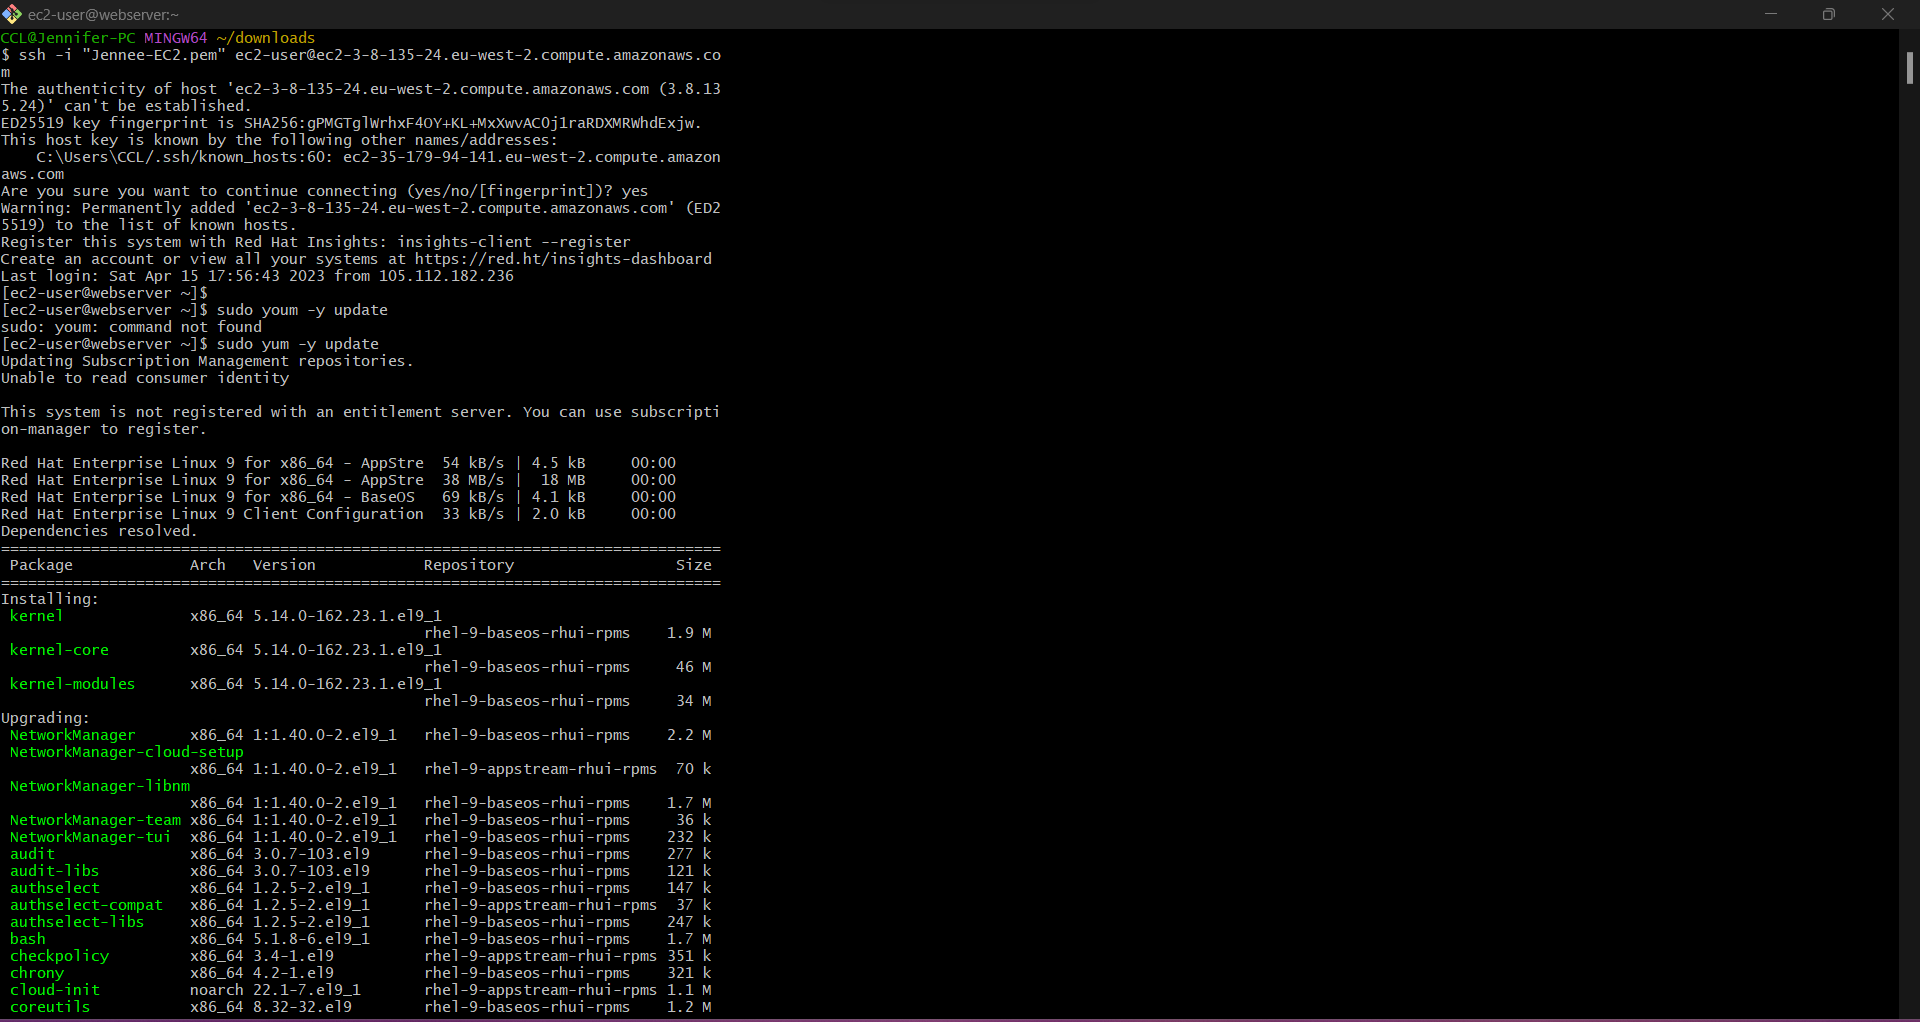 ec2-user@webserver:~
CCL@Jennifer-PC MINGW64 ~/downloads
$ ssh -i "Jennee-EC2.pem" ec2-user@ec2-3-8-135-24.eu-west-2.compute.amazonaws.co
m
The authenticity of host 'ec2-3-8-135-24.eu-west-2.compute.amazonaws.com (3.8.13
5.24)' can't be established.
ED25519 key fingerprint is SHA256:gPMGTglWrhxF4OY+KL+MxXwvACOj1raRDXMRWhdExjw.
This host key is known by the following other names/addresses:
    C:\Users\CCL/.ssh/known_hosts:60: ec2-35-179-94-141.eu-west-2.compute.amazon
aws.com
Are you sure you want to continue connecting (yes/no/[fingerprint])? yes
Warning: Permanently added 'ec2-3-8-135-24.eu-west-2.compute.amazonaws.com' (ED2
5519) to the list of known hosts.
Register this system with Red Hat Insights: insights-client --register
Create an account or view all your systems at https://red.ht/insights-dashboard
Last login: Sat Apr 15 17:56:43 2023 from 105.112.182.236
[ec2-user@webserver ~]$
[ec2-user@webserver ~]$ sudo youm -y update
sudo: youm: command not found
[ec2-user@webserver ~]$ sudo yum -y update
Updating Subscription Management repositories.
Unable to read consumer identity
This system is not registered with an entitlement server. You can use subscripti
on-manager to register.
Red Hat Enterprise Linux 9 for x86_64 - AppStre  54 kB/s | 4.5 kB     00:00
Red Hat Enterprise Linux 9 for x86_64 - AppStre  38 MB/s |  18 MB     00:00
Red Hat Enterprise Linux 9 for x86_64 - BaseOS   69 kB/s | 4.1 kB     00:00
Red Hat Enterprise Linux 9 Client Configuration  33 kB/s | 2.0 kB     00:00
Dependencies resolved.
================================================================================
 Package             Arch   Version            Repository                  Size
================================================================================
Installing:
 kernel              x86_64 5.14.0-162.23.1.el9_1
                                               rhel-9-baseos-rhui-rpms    1.9 M
 kernel-core         x86_64 5.14.0-162.23.1.el9_1
                                               rhel-9-baseos-rhui-rpms     46 M
 kernel-modules      x86_64 5.14.0-162.23.1.el9_1
                                               rhel-9-baseos-rhui-rpms     34 M
Upgrading:
 NetworkManager      x86_64 1:1.40.0-2.el9_1   rhel-9-baseos-rhui-rpms    2.2 M
 NetworkManager-cloud-setup
                     x86_64 1:1.40.0-2.el9_1   rhel-9-appstream-rhui-rpms  70 k
 NetworkManager-libnm
                     x86_64 1:1.40.0-2.el9_1   rhel-9-baseos-rhui-rpms    1.7 M
 NetworkManager-team x86_64 1:1.40.0-2.el9_1   rhel-9-baseos-rhui-rpms     36 k
 NetworkManager-tui  x86_64 1:1.40.0-2.el9_1   rhel-9-baseos-rhui-rpms    232 k
 audit               x86_64 3.0.7-103.el9      rhel-9-baseos-rhui-rpms    277 k
 audit-libs          x86_64 3.0.7-103.el9      rhel-9-baseos-rhui-rpms    121 k
 authselect          x86_64 1.2.5-2.el9_1      rhel-9-baseos-rhui-rpms    147 k
 authselect-compat   x86_64 1.2.5-2.el9_1      rhel-9-appstream-rhui-rpms  37 k
 authselect-libs     x86_64 1.2.5-2.el9_1      rhel-9-baseos-rhui-rpms    247 k
 bash                x86_64 5.1.8-6.el9_1      rhel-9-baseos-rhui-rpms    1.7 M
 checkpolicy         x86_64 3.4-1.el9          rhel-9-appstream-rhui-rpms 351 k
 chrony              x86_64 4.2-1.el9          rhel-9-baseos-rhui-rpms    321 k
 cloud-init          noarch 22.1-7.el9_1       rhel-9-appstream-rhui-rpms 1.1 M
 coreutils           x86_64 8.32-32.el9        rhel-9-baseos-rhui-rpms    1.2 M